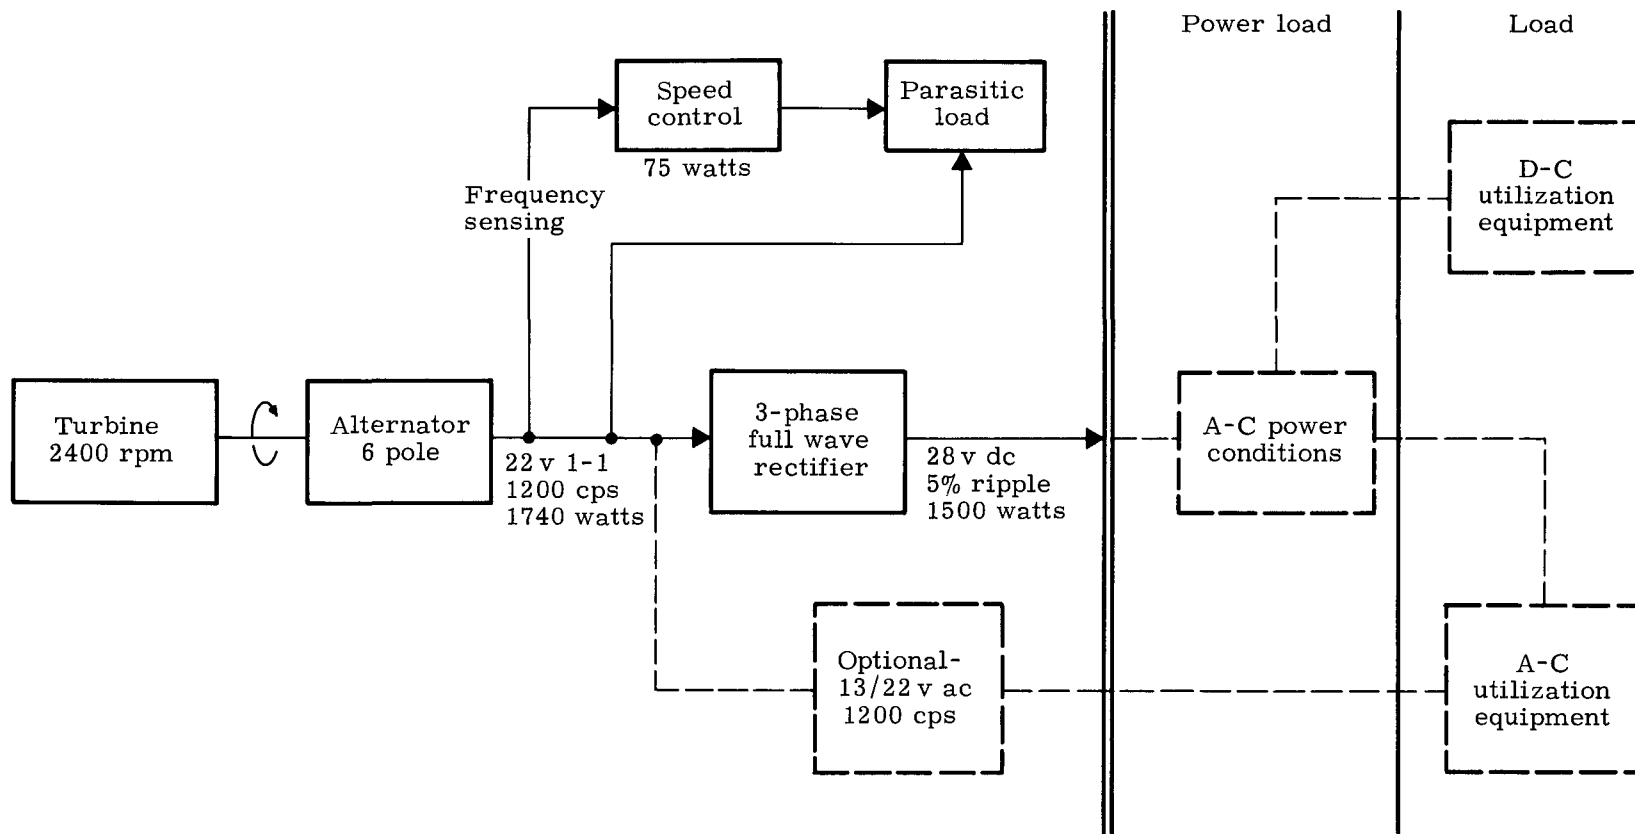 Power load
Load
Speed
control
75 watts
Parasitic
load
Frequency
sensing
D-C
utilization
equipment
Turbine
2400 rpm
Alternator
6 pole
22 v 1-1
1200 cps
1740 watts
3-phase
full wave
rectifier
28 v dc
5% ripple
1500 watts
A-C power
conditions
Optional-
13/22 v ac
1200 cps
A-C
utilization
equipment